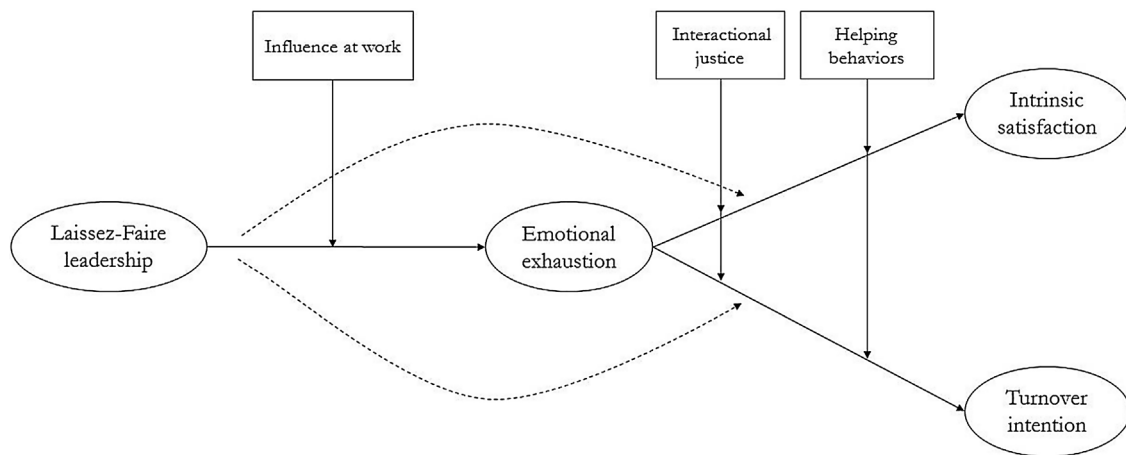 Influence at work
Interactional
justice
Helping
behaviors
Intrinsic
satisfaction
Laissez-Faire
leadership
Emotional
exhaustion
Turnover
intention